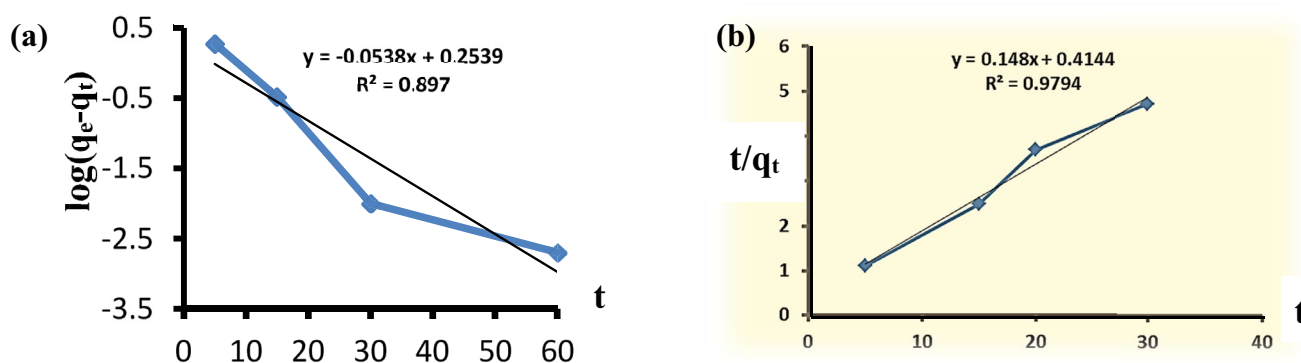 (a)
log(qe-qt)
0.5
-0.5
-1.5
-2.5
-3.5
y = -0.0538x + 0.2539
R² = 0.897
0 10 20 30 40 50 60
t
(b)
t/qt
6
5
2
1
0
y = 0.148x + 0.4144
R² = 0.9794
0 10 20 30 40
t